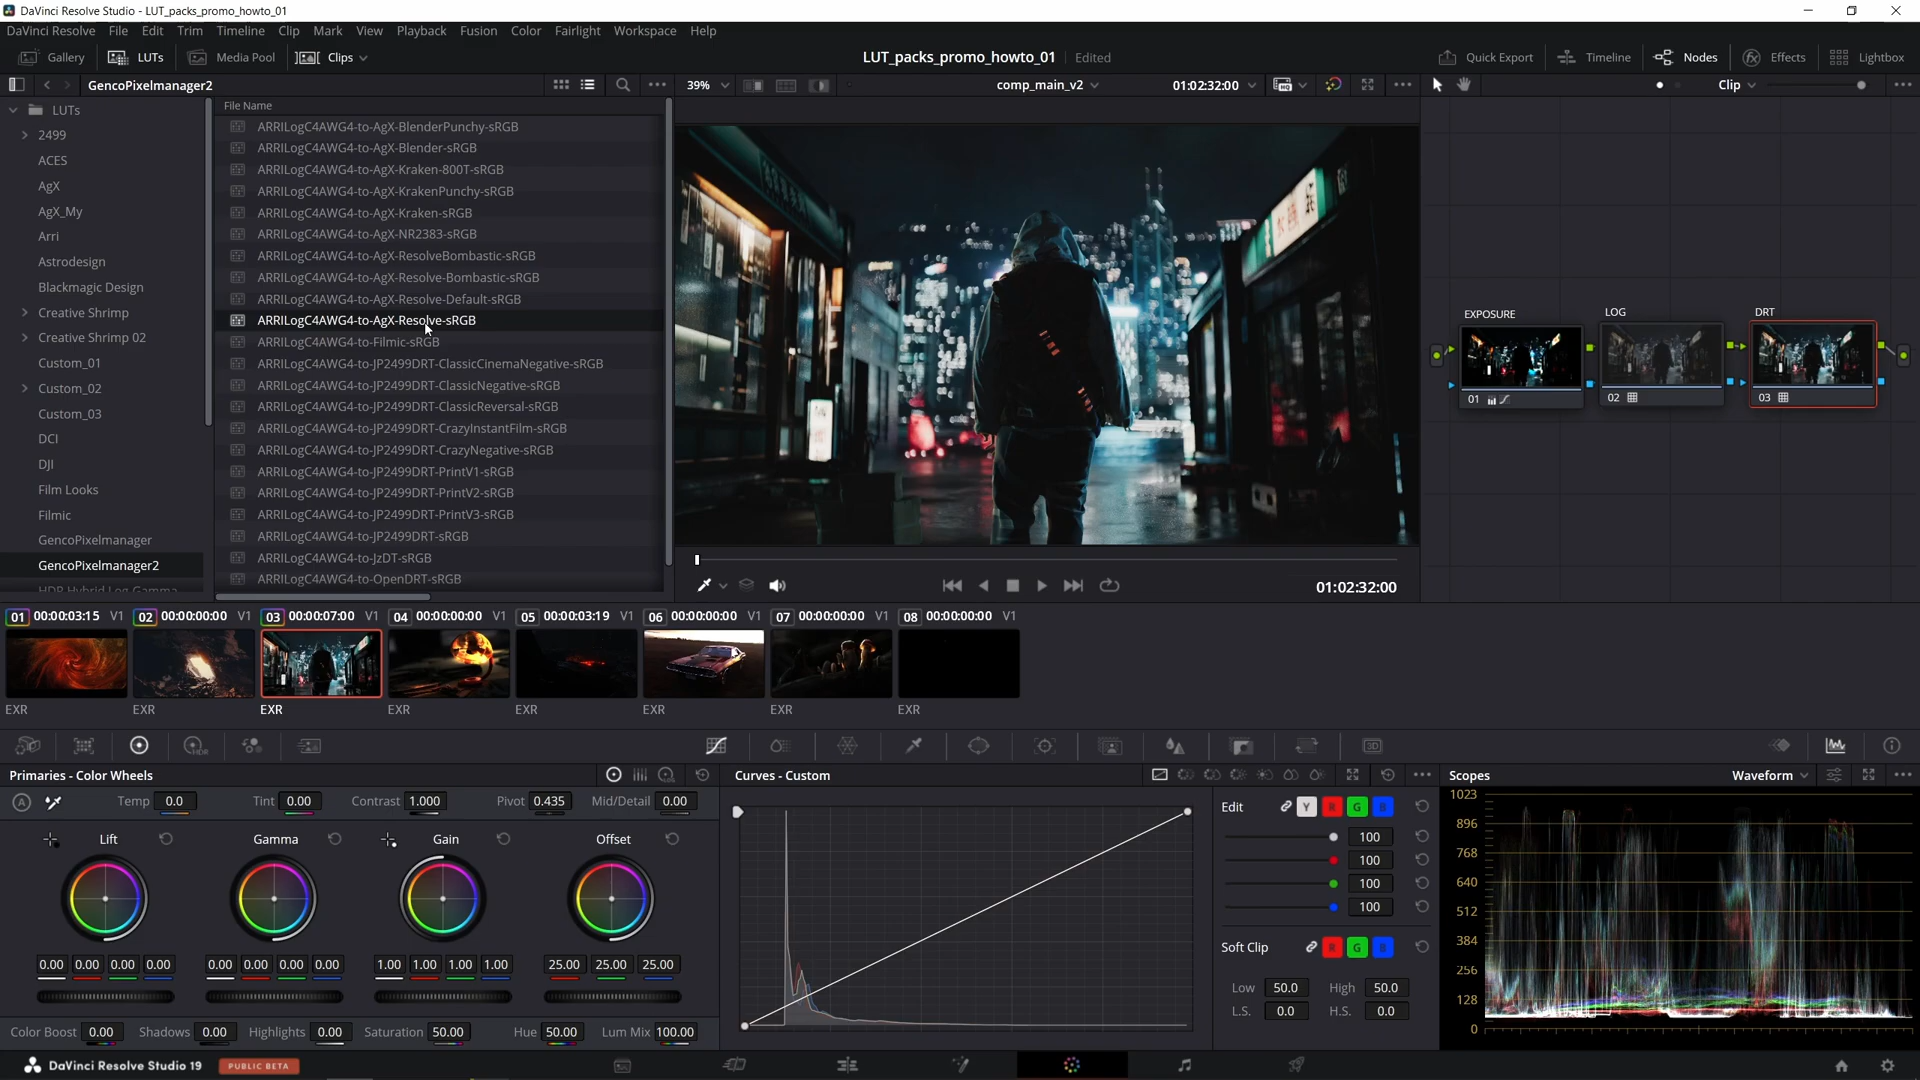 DaVinci Resolve Studio - LUT_packs_promo_howto_01
DaVinci Resolve File Edit Trim Timeline Clip Mark View Playback Fusion Color Fairlight Workspace Help
Gallery LUTs Media Pool Clips LUT_packs_promo_howto_01 Edited Quick Export Timeline Nodes Effects Lightbox
GencoPixelmanager2 39% comp_main_v2 01:02:32:00 Clip
LUTs
2499
ACES
AgX
AgX_My
Arri
Astrodesign
Blackmagic Design
Creative Shrimp
Creative Shrimp 02
Custom_01
Custom_02
Custom_03
DCI
DJI
Film Looks
Filmic
GencoPixelmanager
GencoPixelmanager2
HDR Hybrid Log Gamma
File Name
ARRILogC4AWG4-to-AgX-BlenderPunchy-sRGB
ARRILogC4AWG4-to-AgX-Blender-sRGB
ARRILogC4AWG4-to-AgX-Kraken-800T-sRGB
ARRILogC4AWG4-to-AgX-KrakenPunchy-sRGB
ARRILogC4AWG4-to-AgX-Kraken-sRGB
ARRILogC4AWG4-to-AgX-NR2383-sRGB
ARRILogC4AWG4-to-AgX-ResolveBombastic-sRGB
ARRILogC4AWG4-to-AgX-Resolve-Bombastic-sRGB
ARRILogC4AWG4-to-AgX-Resolve-Default-sRGB
ARRILogC4AWG4-to-AgX-Resolve-sRGB
ARRILogC4AWG4-to-Filmic-sRGB
ARRILogC4AWG4-to-JP2499DRT-ClassicCinemaNegative-sRGB
ARRILogC4AWG4-to-JP2499DRT-ClassicNegative-sRGB
ARRILogC4AWG4-to-JP2499DRT-ClassicReversal-sRGB
ARRILogC4AWG4-to-JP2499DRT-CrazyInstantFilm-sRGB
ARRILogC4AWG4-to-JP2499DRT-CrazyNegative-sRGB
ARRILogC4AWG4-to-JP2499DRT-PrintV1-sRGB
ARRILogC4AWG4-to-JP2499DRT-PrintV2-sRGB
ARRILogC4AWG4-to-JP2499DRT-PrintV3-sRGB
ARRILogC4AWG4-to-JP2499DRT-sRGB
ARRILogC4AWG4-to-JzDT-sRGB
ARRILogC4AWG4-to-OpenDRT-sRGB
01:02:32:00
EXPOSURE LOG DRT
01 02 03
01 00:00:03:15 V1 02 00:00:00:00 V1 03 00:00:07:00 V1 04 00:00:00:00 V1 05 00:00:03:19 V1 06 00:00:00:00 V1 07 00:00:00:00 V1 08 00:00:00:00 V1
EXR EXR EXR EXR EXR EXR EXR EXR
HDR 3D
Primaries - Color Wheels
A Temp 0.0 Tint 0.00 Contrast 1.000 Pivot 0.435 Mid/Detail 0.00
Lift Gamma Gain Offset
0.00 0.00 0.00 0.00 0.00 0.00 0.00 0.00 1.00 1.00 1.00 1.00 25.00 25.00 25.00
Color Boost 0.00 Shadows 0.00 Highlights 0.00 Saturation 50.00 Hue 50.00 Lum Mix 100.00
Curves - Custom
Edit Y R G B
100
100
100
100
Soft Clip R G B
Low 50.0 High 50.0
L.S. 0.0 H.S. 0.0
Scopes Waveform
1023
896
768
640
512
384
256
128
0
DaVinci Resolve Studio 19 PUBLIC BETA